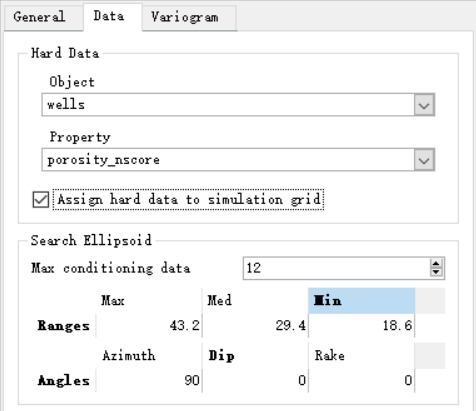 General Data Variogram
Hard Data
Object
wells
Property
porosity_nscore
Assign hard data to simulation grid
Search Ellipsoid
Max conditioning data 12
Max Med Min
Ranges 43.2 29.4 18.6
Azimuth Dip Rake
Angles 90 0 0